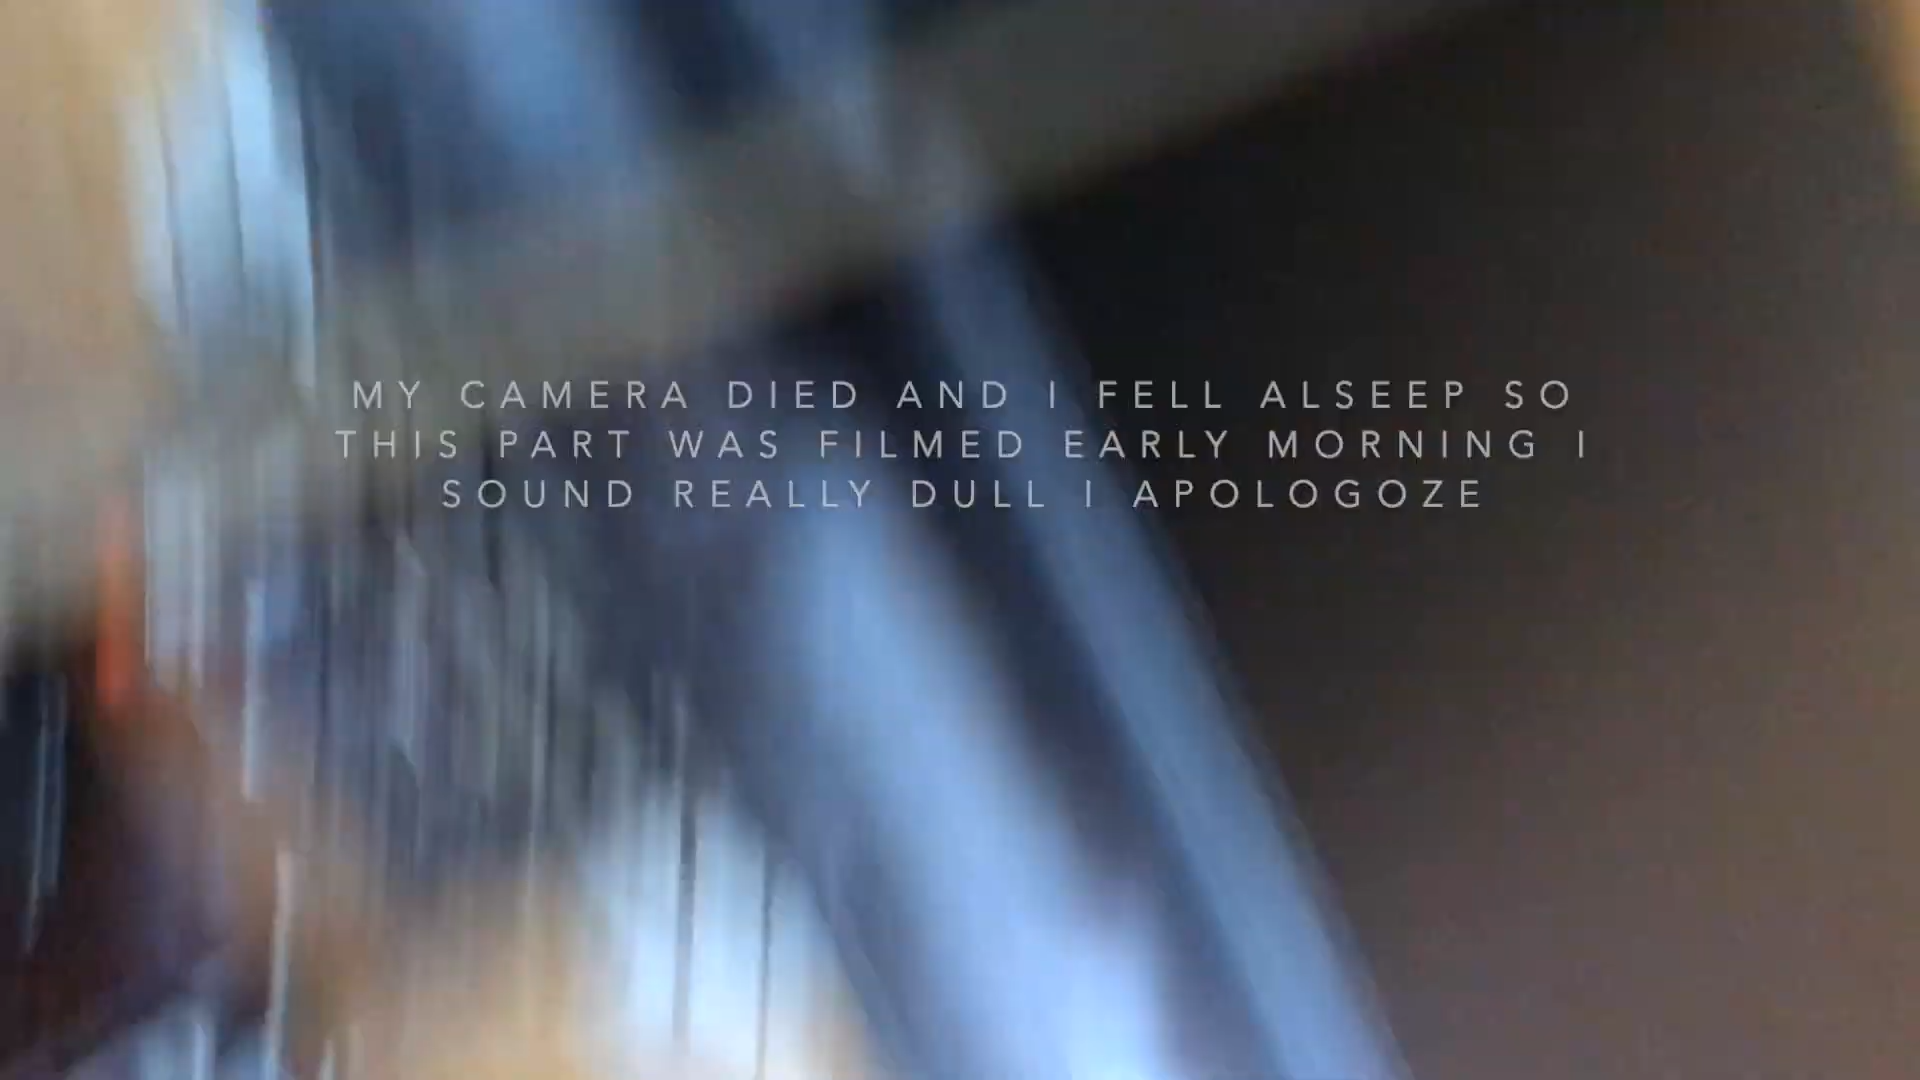 MY CAMERA DIED AND I FELL ALSEEP SO
THIS PART WAS FILMED EARLY MORNING I
SOUND REALLY DULL I APOLOGOZE